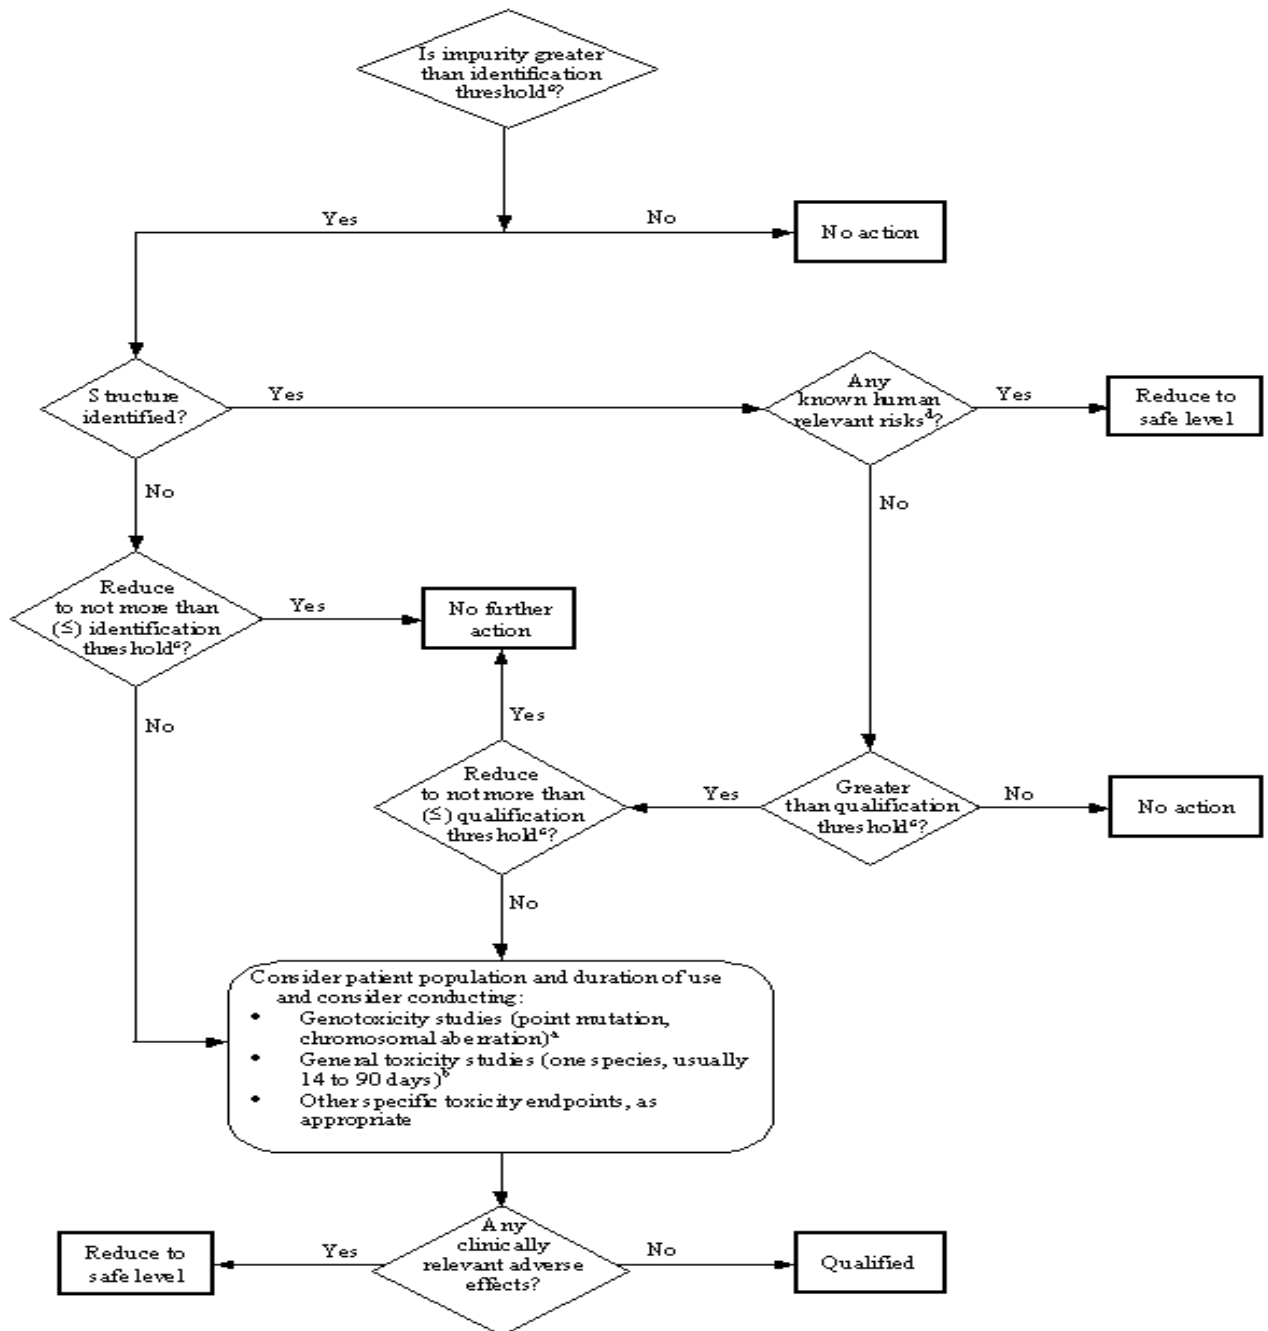 Is impurity greater
than identification
threshold^c?
Yes
No
No action
Structure
identified?
Yes
Any
known human
relevant risks^d?
Yes
Reduce to
safe level
No
No
Reduce
to not more than
(≤) identification
threshold^c?
Yes
No further
action
No
Yes
Reduce
to not more than
(≤) qualification
threshold^c?
Yes
Greater
than qualification
threshold^c?
No
No action
No
Consider patient population and duration of use
and consider conducting:
• Genotoxicity studies (point mutation,
chromosomal aberration)^a
• General toxicity studies (one species, usually
14 to 90 days)^b
• Other specific toxicity endpoints, as
appropriate
Reduce to
safe level
Yes
Any
clinically
relevant adverse
effects?
No
Qualified